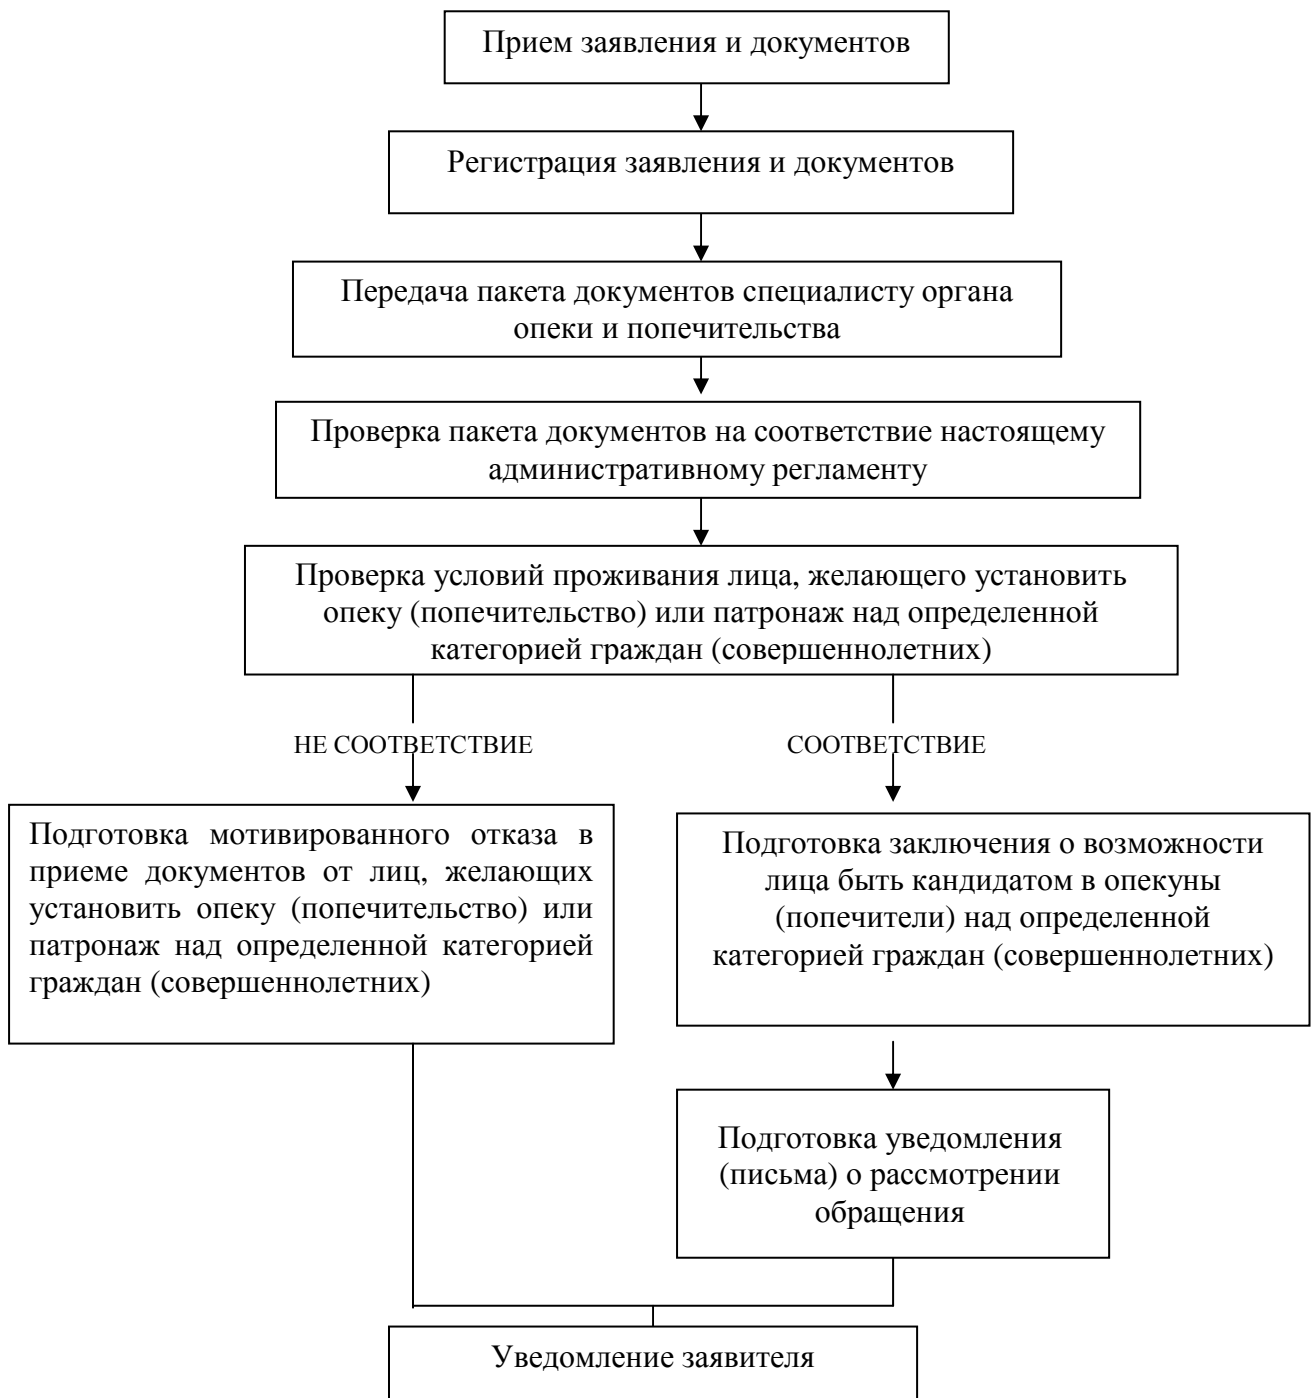 Прием заявления и документов
Регистрация заявления и документов
Передача пакета документов специалисту органа
опеки и попечительства
Проверка пакета документов на соответствие настоящему
административному регламенту
Проверка условий проживания лица, желающего установить
опеку (попечительство) или патронаж над определенной
категорией граждан (совершеннолетних)
НЕ СООТВЕТСТВИЕ
СООТВЕТСТВИЕ
Подготовка мотивированного отказа в
приеме документов от лиц, желающих
установить опеку (попечительство) или
патронаж над определенной категорией
граждан (совершеннолетних)
Подготовка заключения о возможности
лица быть кандидатом в опекуны
(попечители) над определенной
категорией граждан (совершеннолетних)
Подготовка уведомления
(письма) о рассмотрении
обращения
Уведомление заявителя